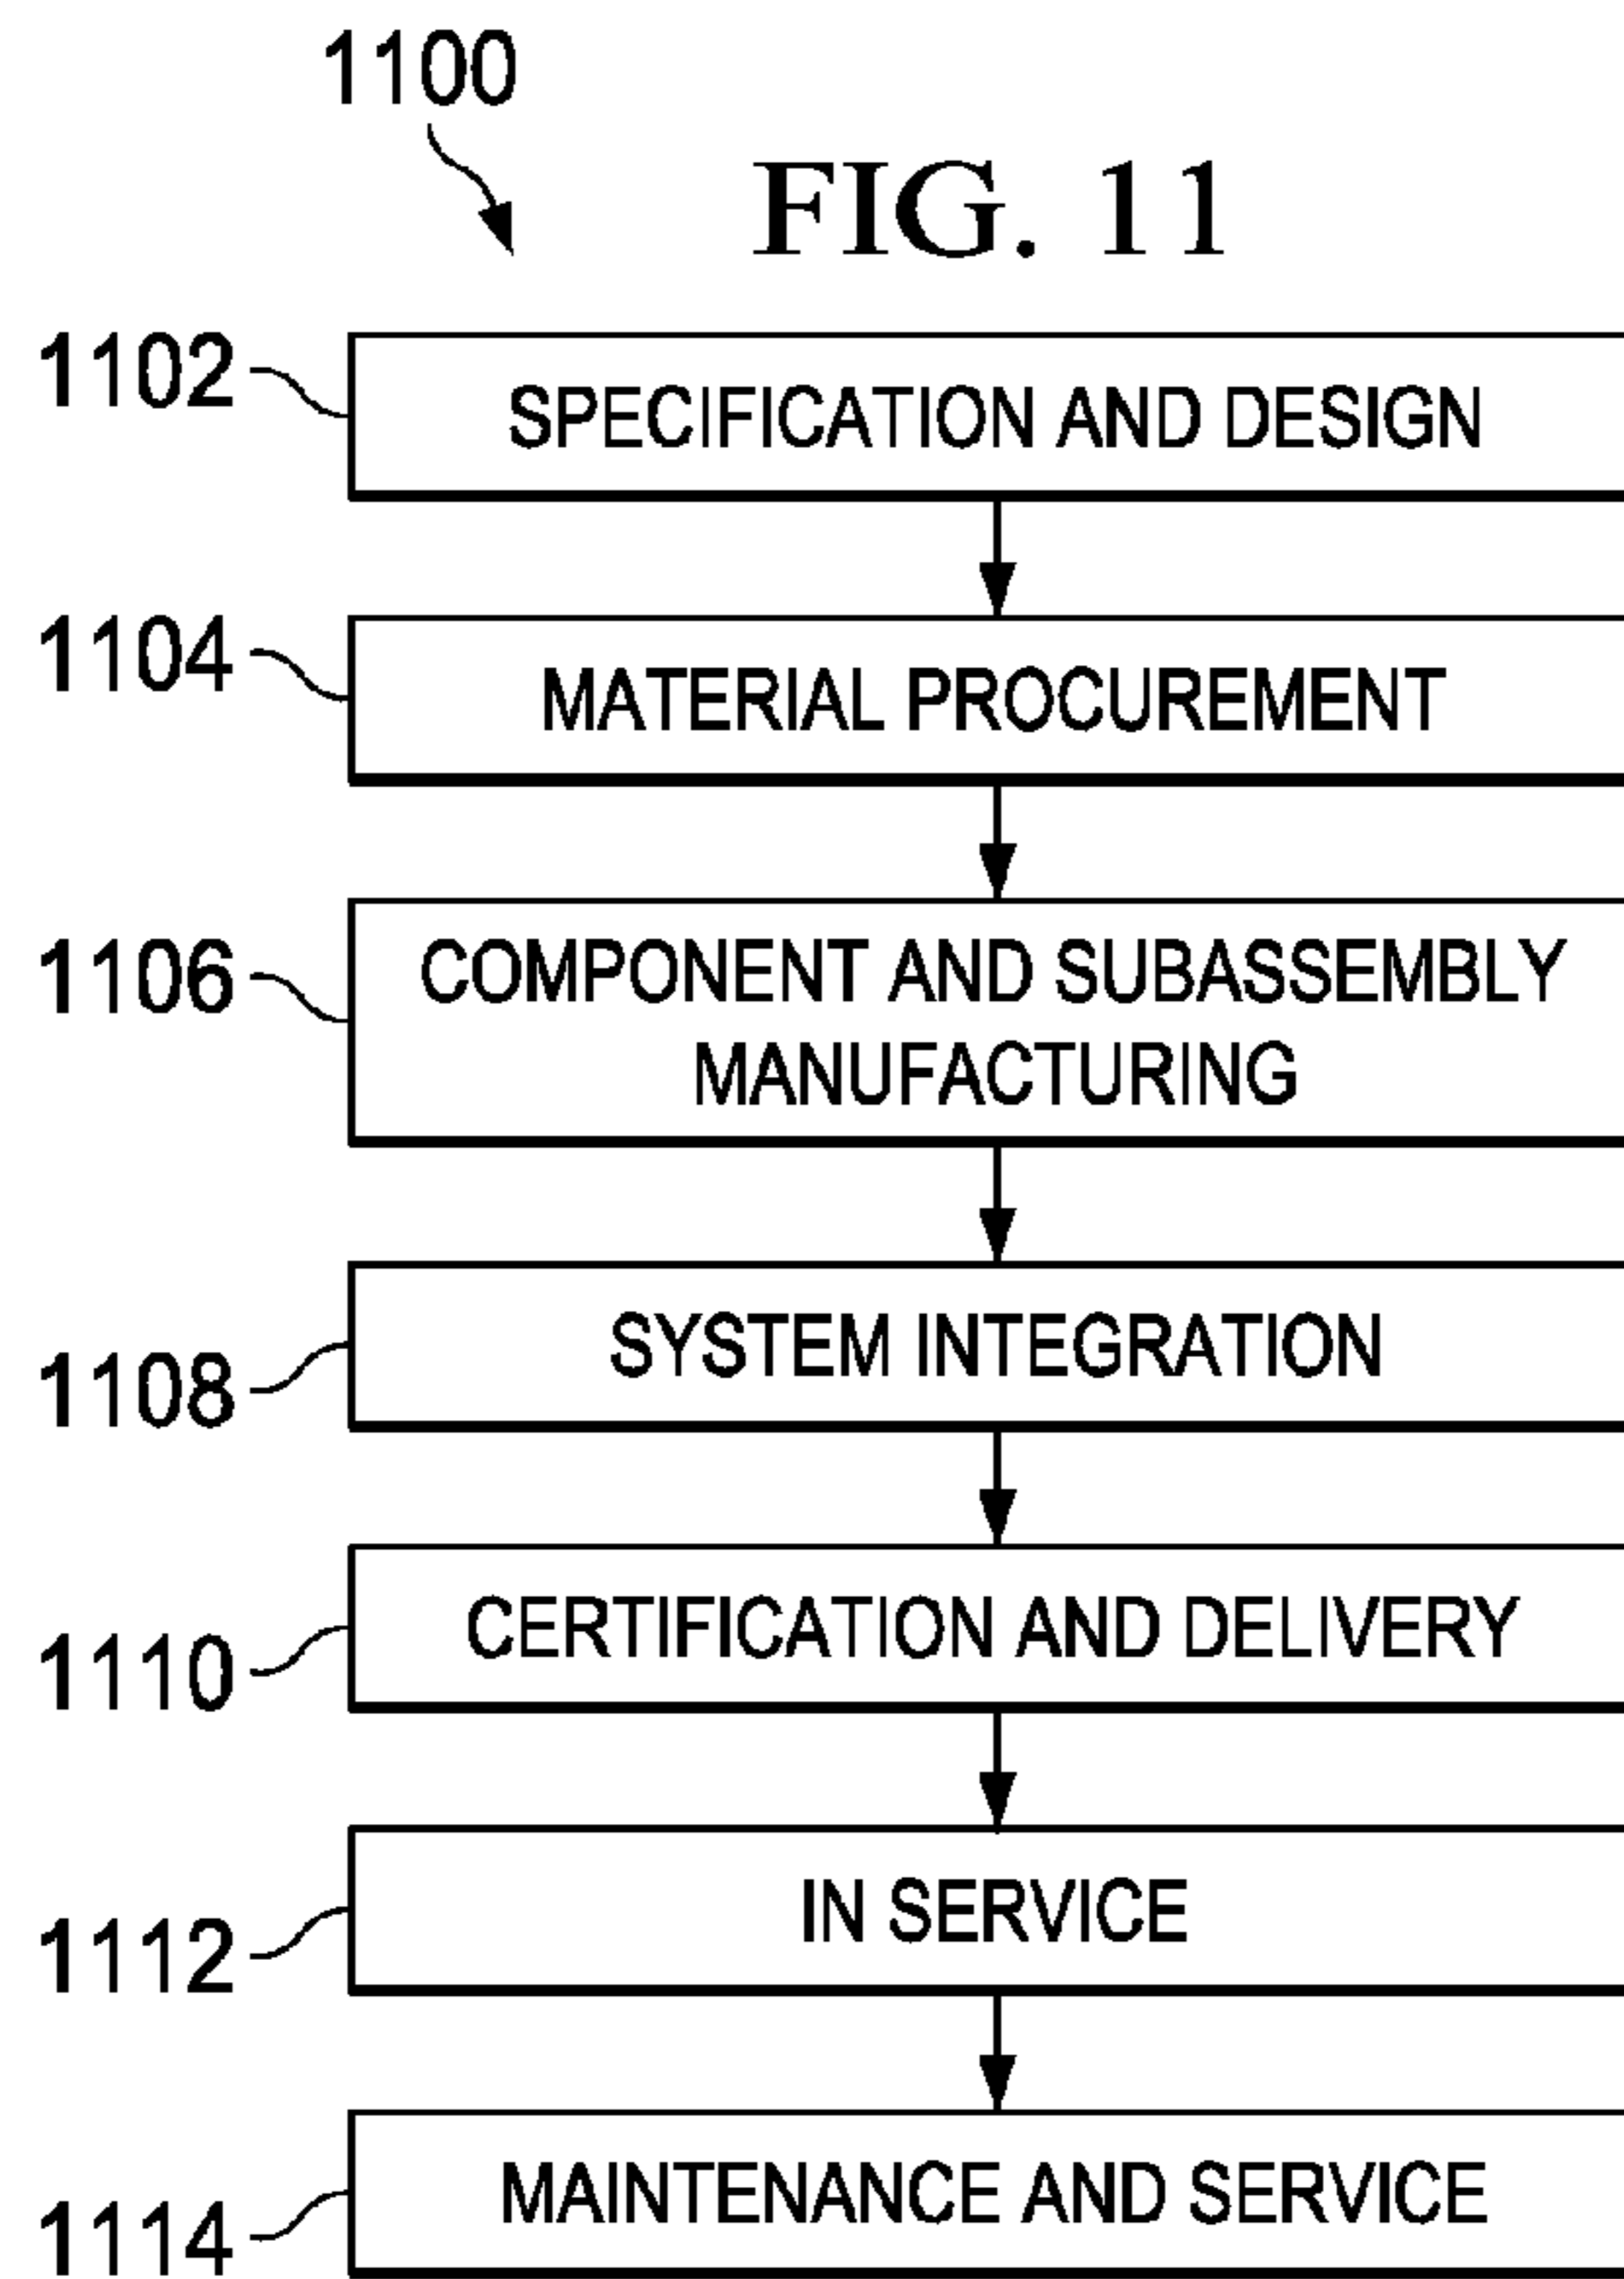 1100
FIG. 11
1102
SPECIFICATION AND DESIGN
1104
MATERIAL PROCUREMENT
1106
COMPONENT AND SUBASSEMBLY
MANUFACTURING
1108
SYSTEM INTEGRATION
1110
CERTIFICATION AND DELIVERY
1112
IN SERVICE
1114
MAINTENANCE AND SERVICE